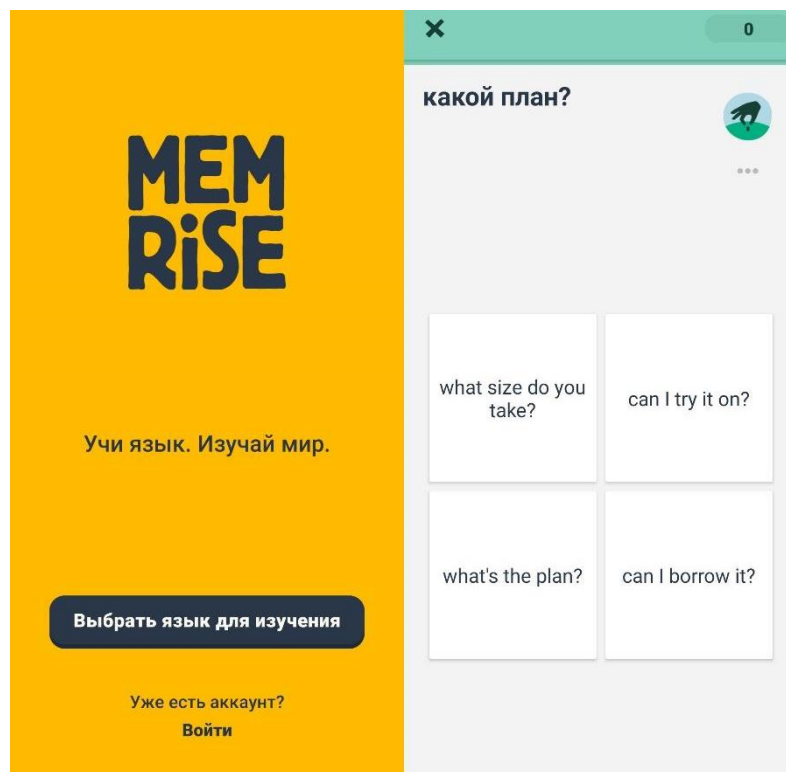 MEM
RiSE
Учи язык. Изучай мир.
Выбрать язык для изучения
Уже есть аккаунт?
Войти
0
какой план?
what size do you
take?
can I try it on?
what's the plan?
can I borrow it?